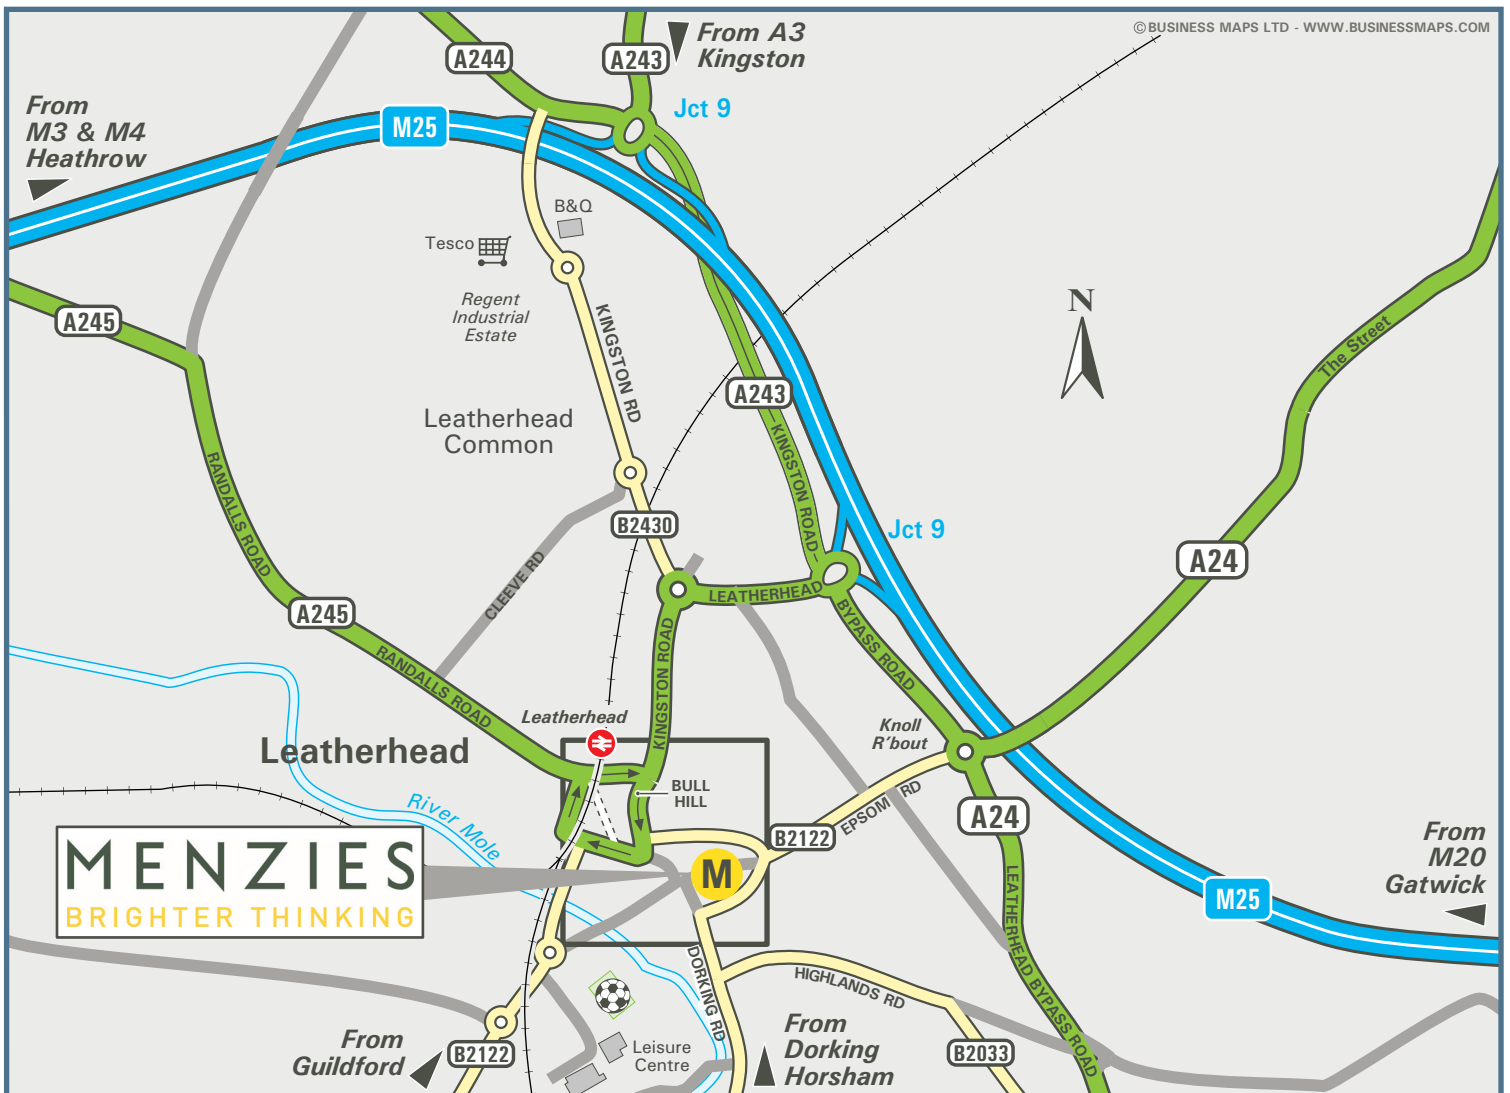 ©BUSINESS MAPS LTD - WWW.BUSINESSMAPS.COM
From A3
Kingston
A244
A243
Jct 9
From
M3 & M4
Heathrow
M25
B&Q
Tesco
Regent
Industrial
Estate
KINGSTON RD
N
A245
The Street
A243
Leatherhead
Common
KINGSTON ROAD
RANDALLS ROAD
B2430
Jct 9
A24
CLEEVE RD
LEATHERHEAD
BYPASS ROAD
A245
KINGSTON ROAD
RANDALLS ROAD
Leatherhead
Knoll
R'bout
Leatherhead
BULL
HILL
EPSOM RD
A24
River Mole
B2122
From
M20
Gatwick
MENZIES
BRIGHTER THINKING
M
M25
LEATHERHEAD BYPASS ROAD
DORKING RD
HIGHLANDS RD
From
Guildford
B2122
Leisure
Centre
From
Dorking
Horsham
B2033